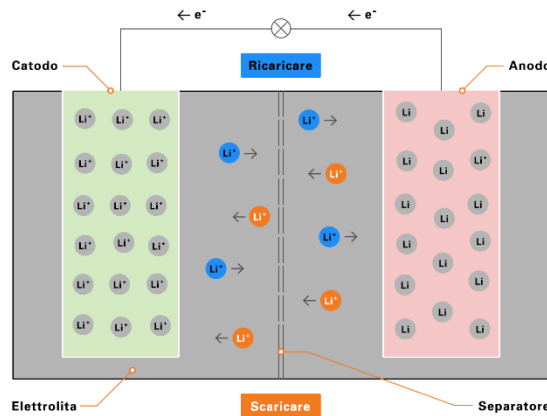 ← e⁻ ← e⁻
Catodo
Ricaricare
Anodo
Li⁺ Li⁺ Li⁺
Li⁺ Li⁺ Li⁺
Li⁺ Li⁺ Li⁺
Li⁺ Li⁺ Li⁺
Li⁺ Li⁺ Li⁺
Li⁺ Li⁺ Li⁺
Li⁺ →
Li⁺ →
← Li⁺
← Li⁺
Li⁺ →
Li⁺ →
← Li⁺
← Li⁺
Li Li Li
Li Li Li⁺
Li Li Li
Li Li Li
Li Li Li
Li Li
Elettrolita
Scaricare
Separatore